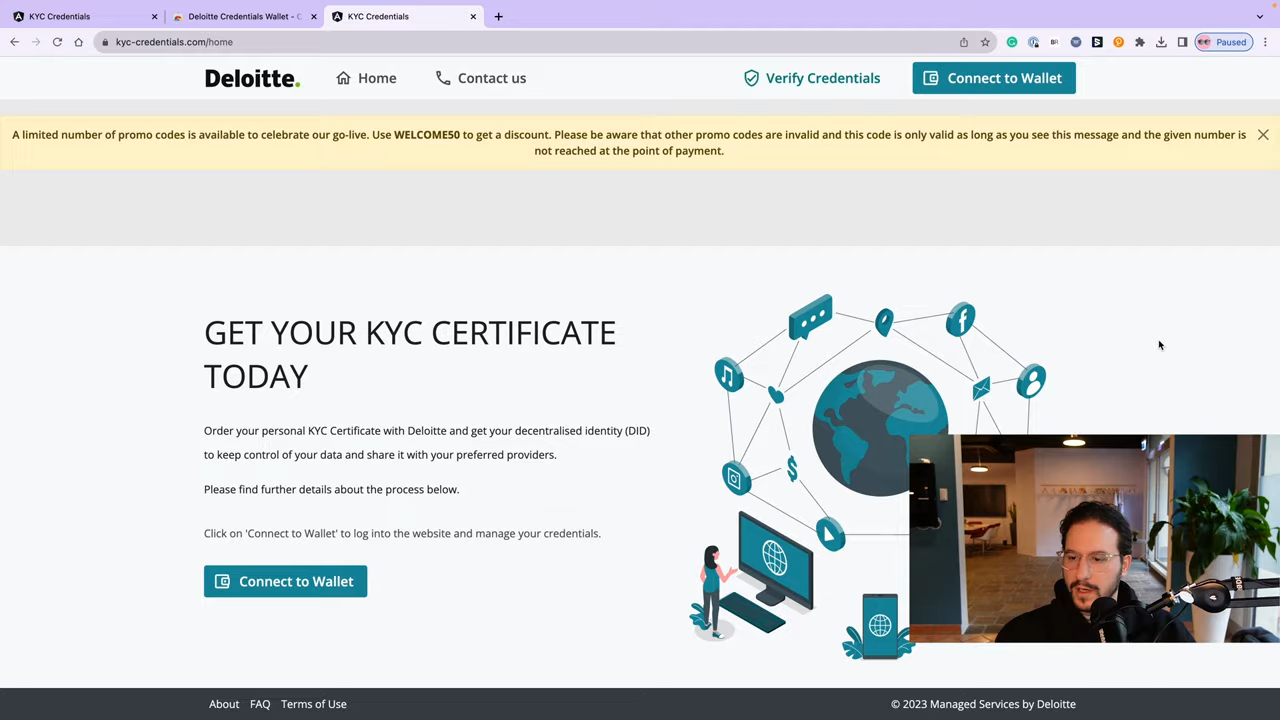 KYC Credentials
Deloitte Credentials Wallet - C
KYC Credentials
kyc-credentials.com/home
Paused
Deloitte.
Home
Contact us
Verify Credentials
Connect to Wallet
A limited number of promo codes is available to celebrate our go-live. Use WELCOME50 to get a discount. Please be aware that other promo codes are invalid and this code is only valid as long as you see this message and the given number is
not reached at the point of payment.
GET YOUR KYC CERTIFICATE
TODAY
Order your personal KYC Certificate with Deloitte and get your decentralised identity (DID)
to keep control of your data and share it with your preferred providers.
Please find further details about the process below.
Click on 'Connect to Wallet' to log into the website and manage your credentials.
Connect to Wallet
About
FAQ
Terms of Use
© 2023 Managed Services by Deloitte